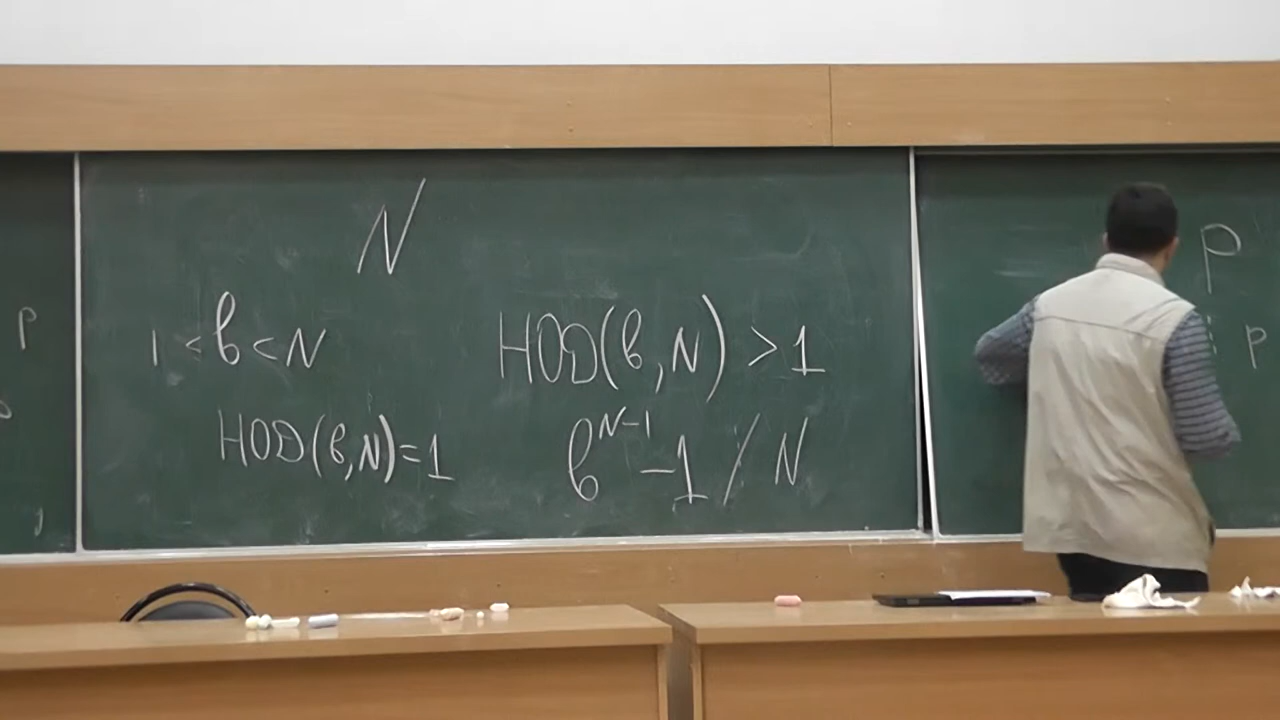 p
N
1 < в < N
НОД(в, N) > 1
НОД(в, N) = 1
в^{N-1} - 1 / N
P
p